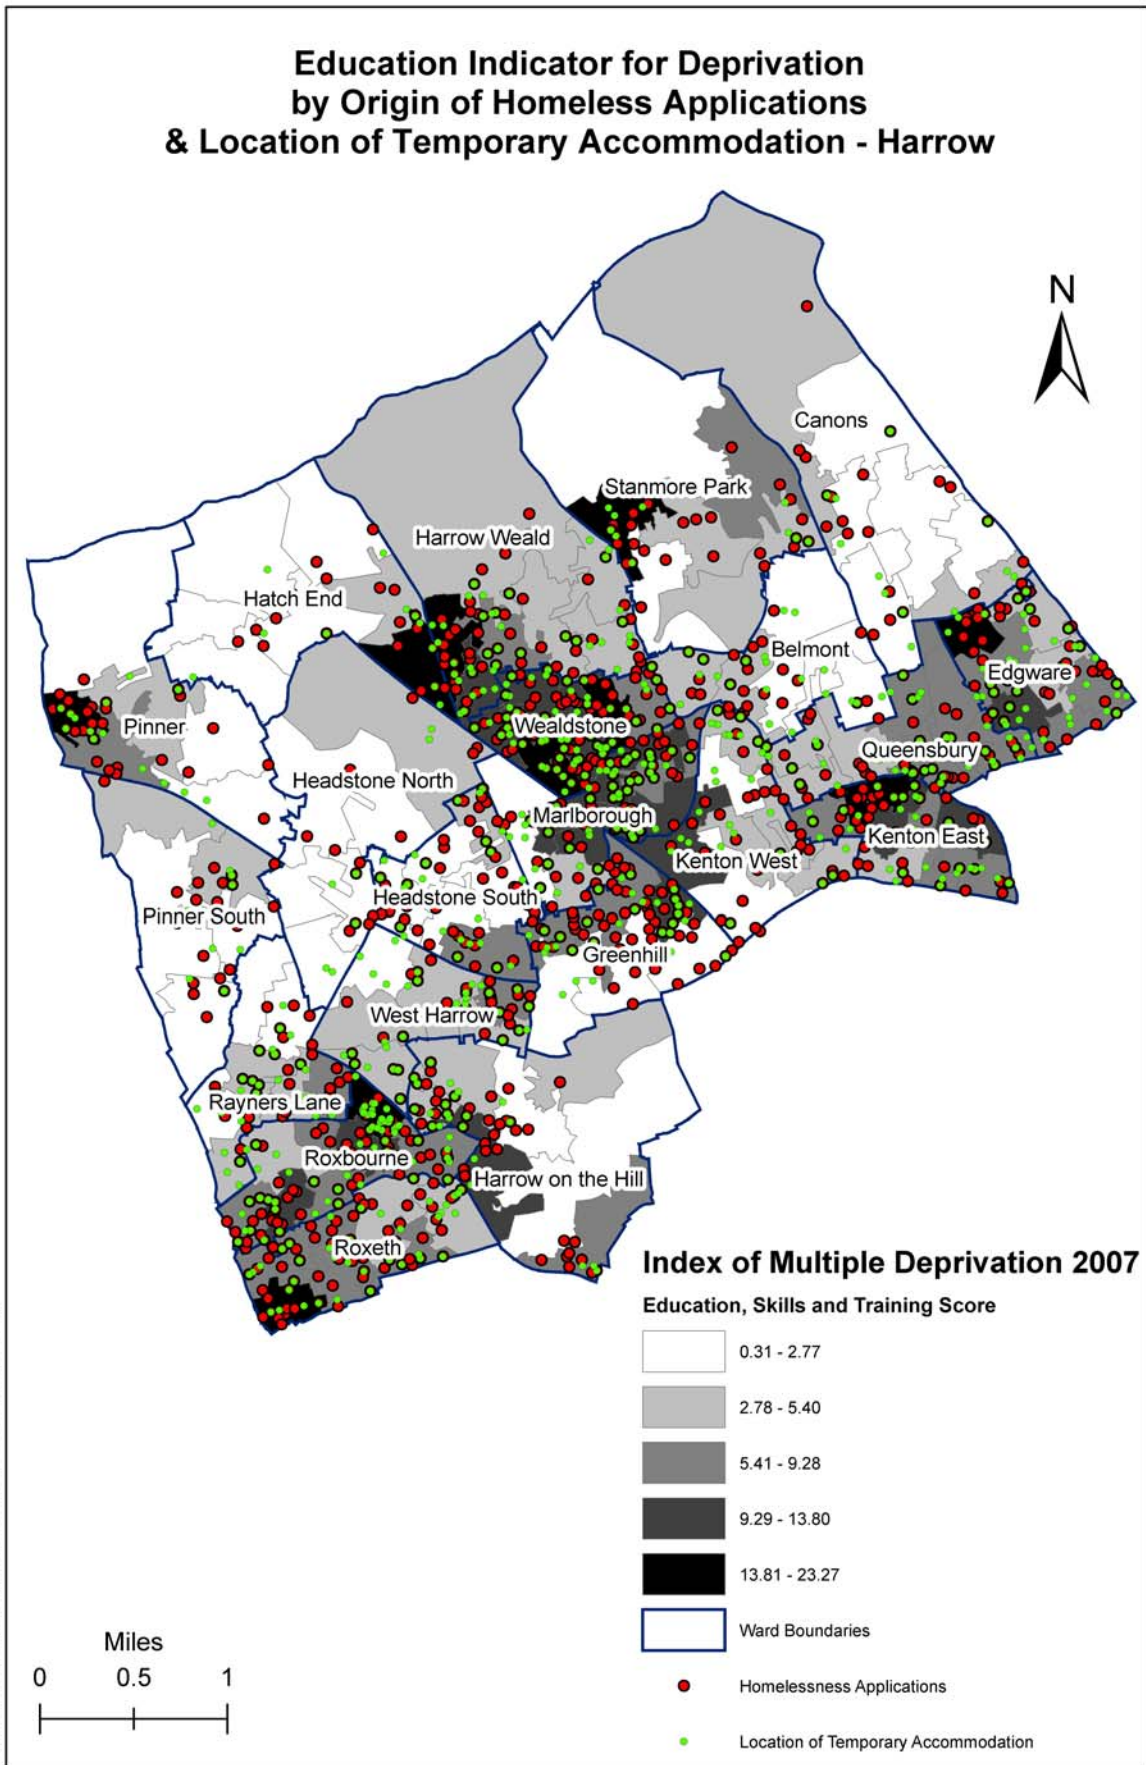 Education Indicator for Deprivation
by Origin of Homeless Applications
& Location of Temporary Accommodation - Harrow
N
Canons
Stanmore Park
Harrow Weald
Hatch End
Belmont
Edgware
Pinner
Wealdstone
Queensbury
Headstone North
Marlborough
Kenton East
Kenton West
Headstone South
Pinner South
Greenhill
West Harrow
Rayners Lane
Roxbourne
Harrow on the Hill
Roxeth
Index of Multiple Deprivation 2007
Education, Skills and Training Score
0.31 - 2.77
2.78 - 5.40
5.41 - 9.28
9.29 - 13.80
13.81 - 23.27
Ward Boundaries
Homelessness Applications
Location of Temporary Accommodation
Miles
0 0.5 1